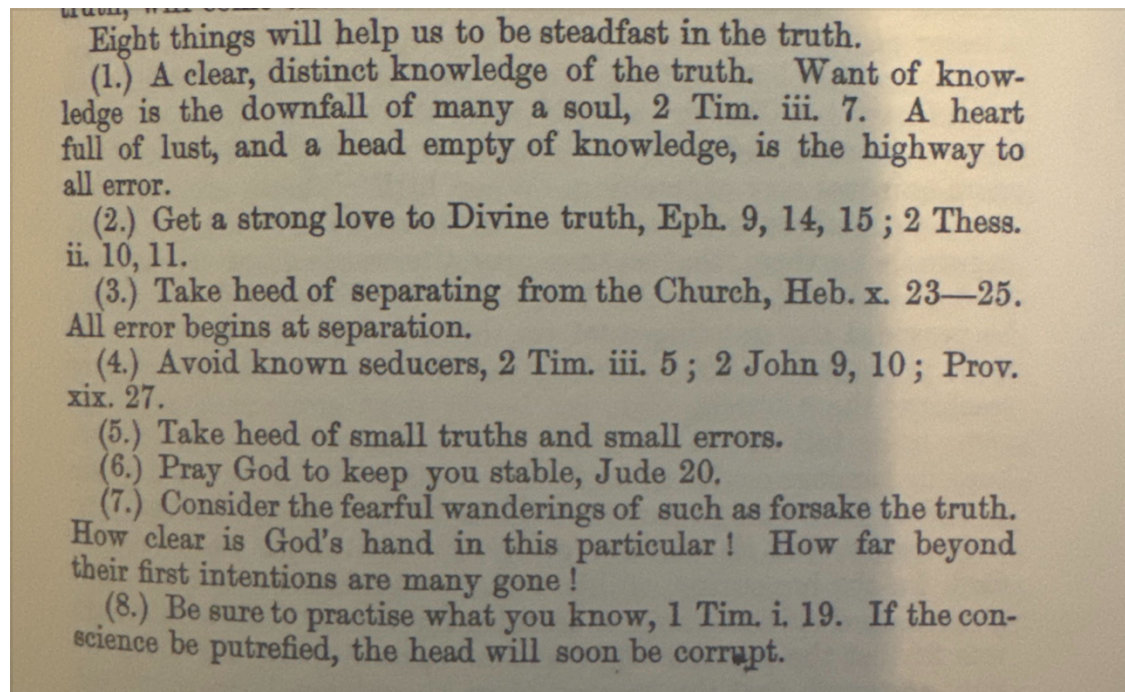 Eight things will help us to be steadfast in the truth.
(1.) A clear, distinct knowledge of the truth. Want of know-
ledge is the downfall of many a soul, 2 Tim. iii. 7. A heart
full of lust, and a head empty of knowledge, is the highway to
all error.
(2.) Get a strong love to Divine truth, Eph. 9, 14, 15 ; 2 Thess.
ii. 10, 11.
(3.) Take heed of separating from the Church, Heb. x. 23—25.
All error begins at separation.
(4.) Avoid known seducers, 2 Tim. iii. 5 ; 2 John 9, 10 ; Prov.
xix. 27.
(5.) Take heed of small truths and small errors.
(6.) Pray God to keep you stable, Jude 20.
(7.) Consider the fearful wanderings of such as forsake the truth.
How clear is God's hand in this particular ! How far beyond
their first intentions are many gone !
(8.) Be sure to practise what you know, 1 Tim. i. 19. If the con-
science be putrefied, the head will soon be corrupt.